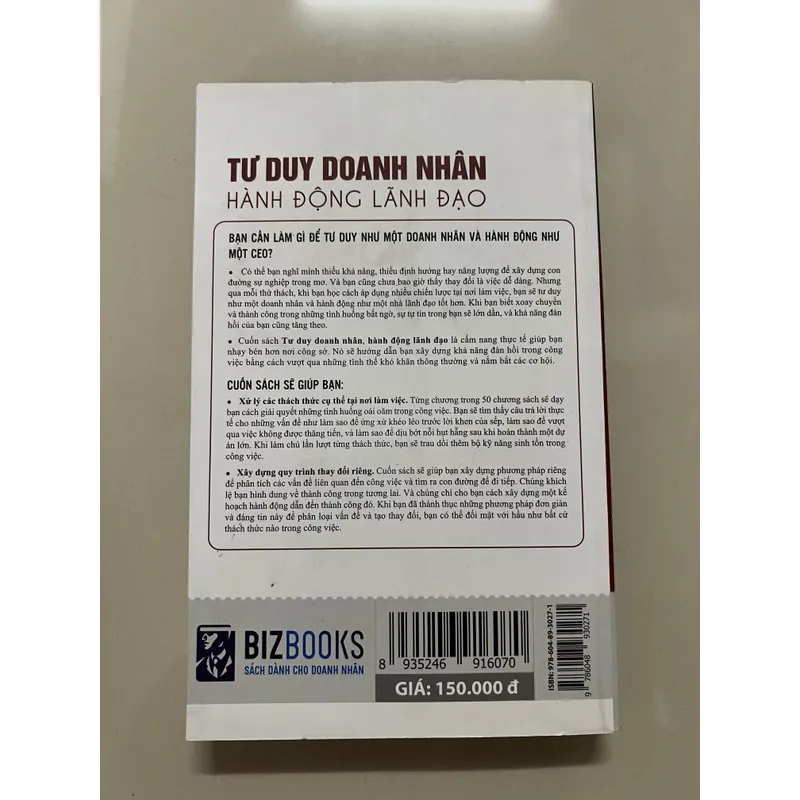 TƯ DUY DOANH NHÂN
HÀNH ĐỘNG LÃNH ĐẠO
BẠN CẦN LÀM GÌ ĐỂ TƯ DUY NHƯ MỘT DOANH NHÂN VÀ HÀNH ĐỘNG NHƯ
MỘT CEO?
• Có thể bạn nghĩ mình thiếu khả năng, thiếu định hướng hay năng lượng để xây dựng con
đường sự nghiệp trong mơ. Và bạn cũng chưa bao giờ thấy thay đổi là việc dễ dàng. Nhưng
qua mỗi thử thách, khi bạn học cách áp dụng nhiều chiến lược tại nơi làm việc, bạn sẽ tư duy
như một doanh nhân và hành động như một nhà lãnh đạo tốt hơn. Khi bạn biết xoay chuyển
và thành công trong những tình huống bất ngờ, sự tự tin trong bạn sẽ lớn dần, và khả năng đàn
hồi của bạn cũng tăng theo.
• Cuốn sách Tư duy doanh nhân, hành động lãnh đạo là cẩm nang thực tế giúp bạn
nhạy bén hơn nơi công sở. Nó sẽ hướng dẫn bạn xây dựng khả năng đàn hồi trong công
việc bằng cách vượt qua những tình thế khó khăn thông thường và nắm bắt các cơ hội.
CUỐN SÁCH SẼ GIÚP BẠN:
• Xử lý các thách thức cụ thể tại nơi làm việc. Từng chương trong 50 chương sách sẽ dạy
bạn cách giải quyết những tình huống oái oăm trong công việc. Bạn sẽ tìm thấy câu trả lời thực
tế cho những vấn đề như làm sao để ứng xử khéo léo trước lời khen của sếp, làm sao để vượt
qua việc không được thăng tiến, và làm sao để dịu bớt nỗi hụt hẫng sau khi hoàn thành một dự
án lớn. Khi làm chủ lần lượt từng thách thức, bạn sẽ trau dồi thêm bộ kỹ năng sinh tồn trong
công việc.
• Xây dựng quy trình thay đổi riêng. Cuốn sách sẽ giúp bạn xây dựng phương pháp riêng
để phân tích các vấn đề liên quan đến công việc và tìm ra con đường để đi tiếp. Chúng khích
lệ bạn hình dung về thành công trong tương lai. Và chúng chỉ cho bạn cách xây dựng một kế
hoạch hành động dẫn đến thành công đó. Khi bạn đã thành thục những phương pháp đơn giản
và đáng tin này để phân loại vấn đề và tạo thay đổi, bạn có thể đối mặt với hầu như bất cứ
thách thức nào trong công việc.
BIZBOOKS
SÁCH DÀNH CHO DOANH NHÂN
8 935246 916070
GIÁ: 150.000 đ
ISBN: 978-604-89-3027-1
9 786048 930271